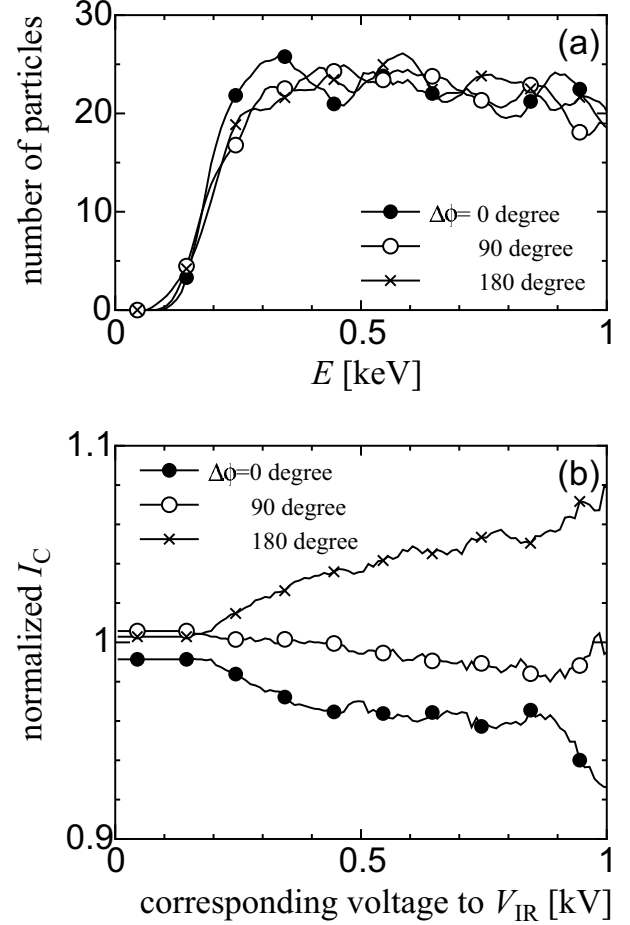 30
(a)
20
10
0
number of particles
Δϕ= 0 degree
90 degree
180 degree
0 0.5 1
E [keV]
1.1
(b)
1
0.9
normalized I_C
Δϕ=0 degree
90 degree
180 degree
0 0.5 1
corresponding voltage to V_IR [kV]